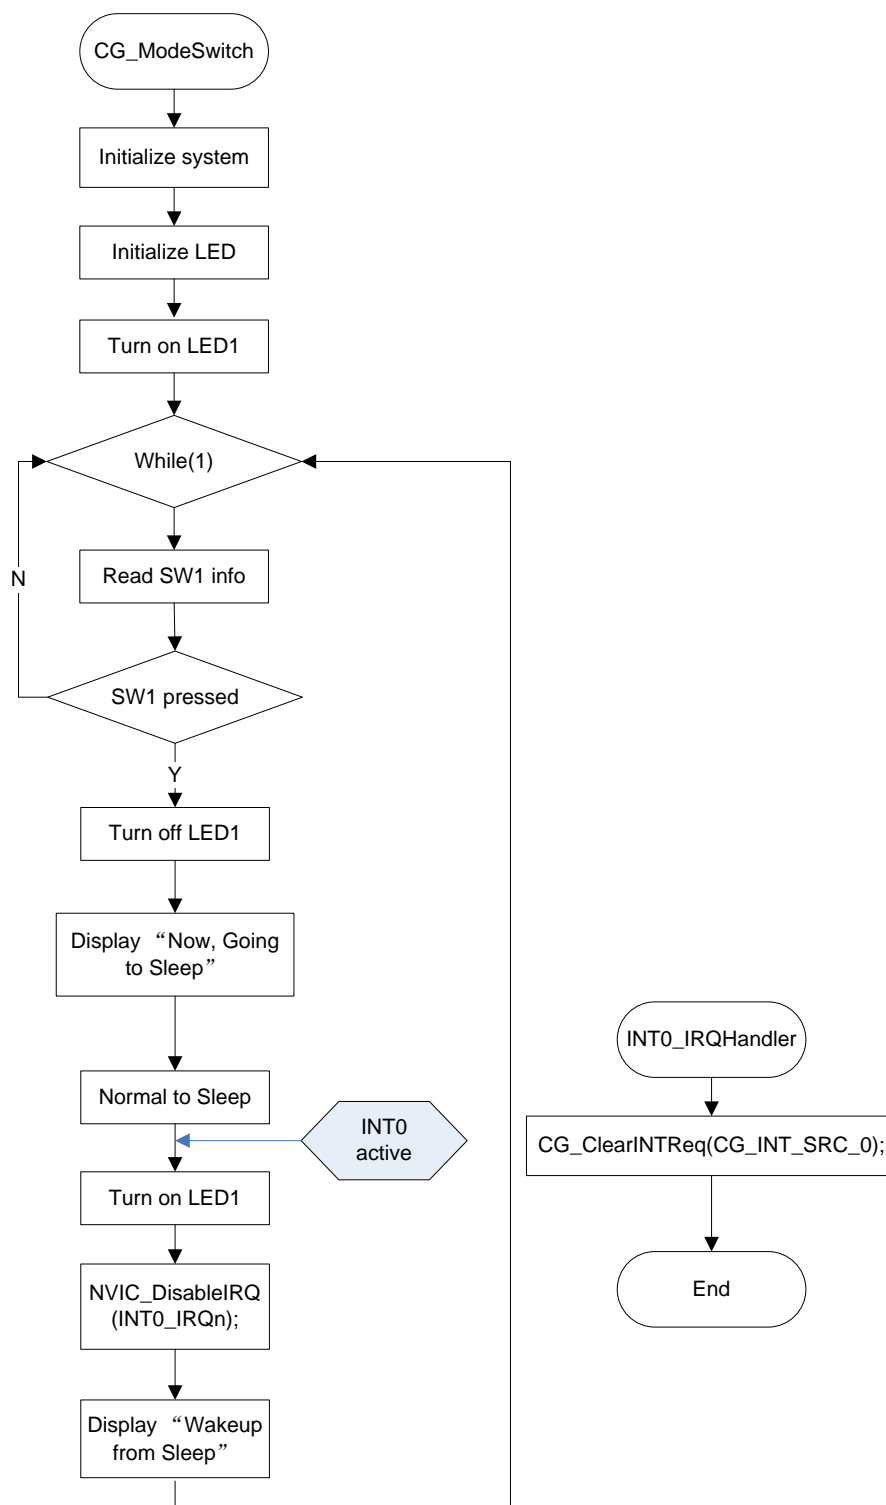 CG_ModeSwitch
Initialize system
Initialize LED
Turn on LED1
While(1)
Read SW1 info
N
SW1 pressed
Y
Turn off LED1
Display “Now, Going
to Sleep”
Normal to Sleep
INT0
active
Turn on LED1
NVIC_DisableIRQ
(INT0_IRQn);
Display “Wakeup
from Sleep”
INT0_IRQHandler
CG_ClearINTReq(CG_INT_SRC_0);
End